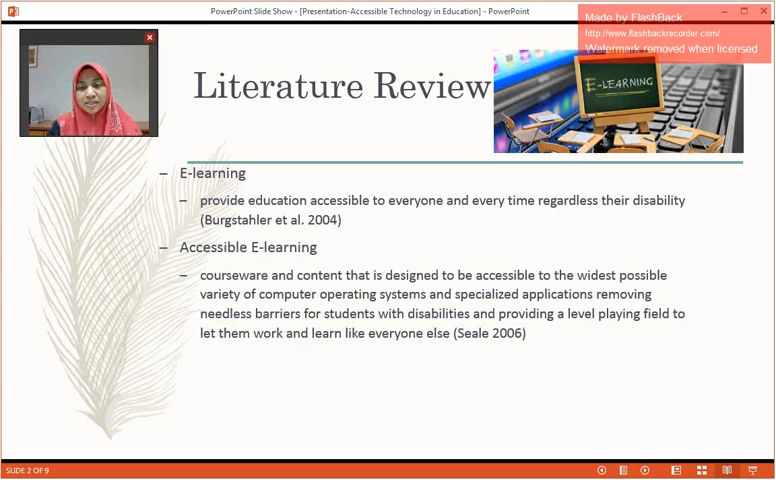 PowerPoint Slide Show - [Presentation-Accessible Technology in Education] - PowerPoint
Made by FlashBack
http://www.flashbackrecorder.com/
Watermark removed when licensed
Literature Review
E-LEARNING
– E-learning
– provide education accessible to everyone and every time regardless their disability
(Burgstahler et al. 2004)
– Accessible E-learning
– courseware and content that is designed to be accessible to the widest possible
variety of computer operating systems and specialized applications removing
needless barriers for students with disabilities and providing a level playing field to
let them work and learn like everyone else (Seale 2006)
SLIDE 2 OF 9